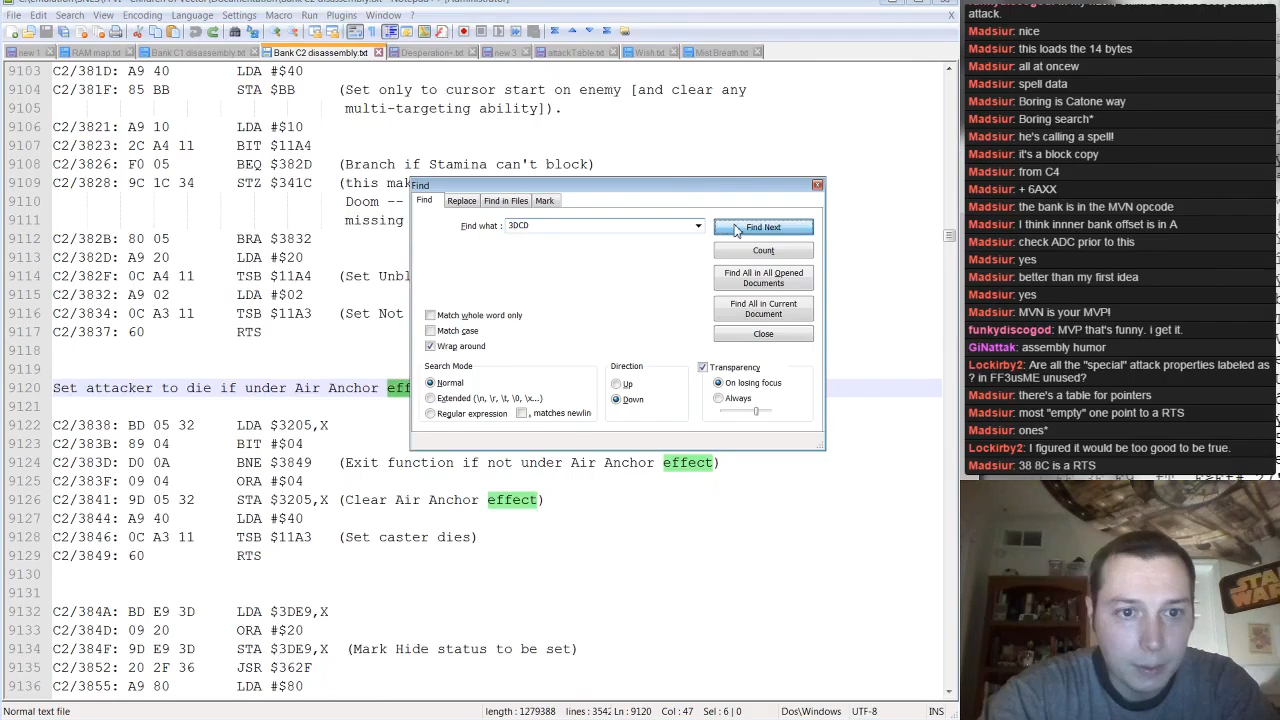 File Edit Search View Encoding Language Settings Macro Run Plugins Window ? X
new 1 RAM map.txt Bank C1 disassembly.txt Bank C2 disassembly.txt Desperation new 3 attackTable.txt Wish.txt Mist Breath.txt
9103 C2/381D: A9 40 LDA #$40
9104 C2/381F: 85 BB STA $BB (Set only to cursor start on enemy [and clear any
9105 multi-targeting ability]).
9106 C2/3821: A9 10 LDA #$10
9107 C2/3823: 2C A4 11 BIT $11A4
9108 C2/3826: F0 05 BEQ (Branch if Stamina can't block)
9109 C2/3828: 9C 1C 34 STZ $341C (this mak
9110 Doom --
9111 missing
9112 C2/382B: 80 05 BRA $3832
9113 C2/382D: A9 20 LDA #$20
9114 C2/382F: 0C A4 11 TSB $11A4 (Set Unbl
9115 C2/3832: A9 02 LDA #$02
9116 C2/3834: 0C A3 11 TSB $11A3 (Set Not
9117 C2/3837: 60 RTS
9118
9119
9120 Set attacker to die if under Air Anchor eff
9121
9122 C2/3838: BD 05 32 LDA $3205,X
9123 C2/383B: 89 04 BIT #$04
9124 C2/383D: D0 0A BNE $3849 (Exit function if not under Air Anchor effect)
9125 C2/383F: 09 04 ORA #$04
9126 C2/3841: 9D 05 32 STA $3205,X (Clear Air Anchor effect)
9127 C2/3844: A9 40 LDA #$40
9128 C2/3846: 0C A3 11 TSB $11A3 (Set caster dies)
9129 C2/3849: 60 RTS
9130
9131
9132 C2/384A: BD E9 3D LDA $3DE9,X
9133 C2/384D: 09 20 ORA #$20
9134 C2/384F: 9D E9 3D STA $3DE9,X (Mark Hide status to be set)
9135 C2/3852: 20 2F 36 JSR $362F
9136 C2/3855: A9 80 LDA #$80
Normal text file length : 1279388 lines : 3542 Ln : 9120 Col : 47 Sel : 6 | 0 Dos\Windows UTF-8 INS
Find
Find Replace Find in Files Mark
Find what : 3DCD Find Next
Count
Find All in All Opened Documents
Find All in Current Document
Close
Match whole word only
Match case
Wrap around
Search Mode
Normal
Extended (\n, \r, \t, \0, \x...)
Regular expression . matches newlin
Direction
Up
Down
Transparency
On losing focus
Always
attack.
Madsiur: nice
Madsiur: this loads the 14 bytes
Madsiur: all at oncew
Madsiur: spell data
Madsiur: Boring is Catone way
Madsiur: Boring search*
Madsiur: he's calling a spell!
Madsiur: it's a block copy
Madsiur: from C4
Madsiur: + 6AXX
Madsiur: the bank is in the MVN opcode
Madsiur: I think innner bank offset is in A
Madsiur: check ADC prior to this
Madsiur: yes
Madsiur: better than my first idea
Madsiur: yes
Madsiur: MVN is your MVP!
funkydiscogod: MVP that's funny. i get it.
GiNattak: assembly humor
Lockirby2: Are all the "special" attack properties labeled as
? in FF3usME unused?
Madsiur: there's a table for pointers
Madsiur: most "empty" one point to a RTS
Madsiur: ones*
Lockirby2: I figured it would be too good to be true.
Madsiur: 38 8C is a RTS
STAR
WAR